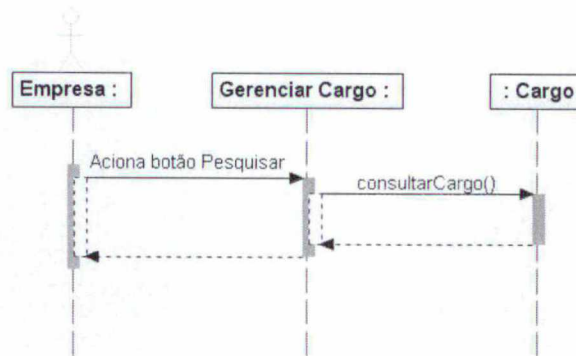 Empresa :
Gerenciar Cargo :
: Cargo
Aciona botão Pesquisar
consultarCargo()